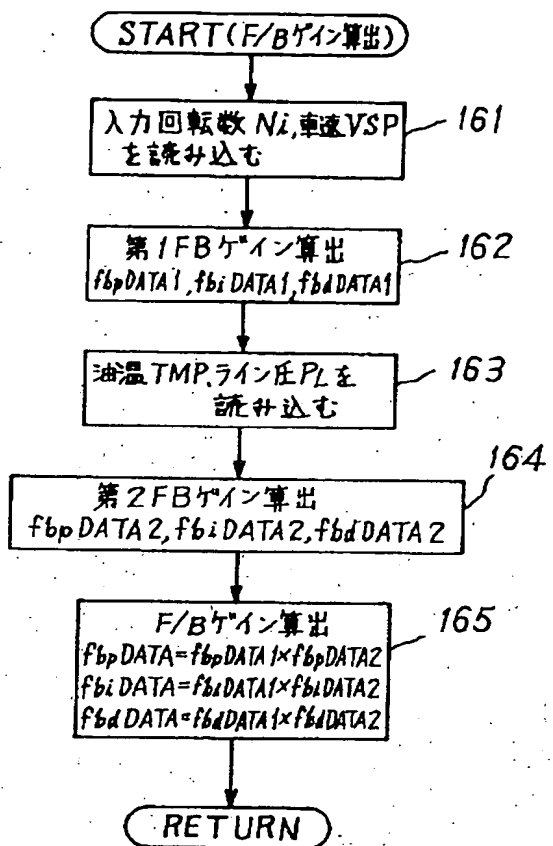 START(F/Bゲイン算出)
入力回転数Ni,車速VSP
を読み込む
161
第1FBゲイン算出
fbpDATA1,fbiDATA1,fbdDATA1
162
油温TMP、ライン圧PLを
読み込む
163
第2FBゲイン算出
fbpDATA2,fbiDATA2,fbdDATA2
164
F/Bゲイン算出
fbpDATA=fbpDATA1×fbpDATA2
fbiDATA=fbiDATA1×fbiDATA2
fbdDATA=fbdDATA1×fbdDATA2
165
RETURN